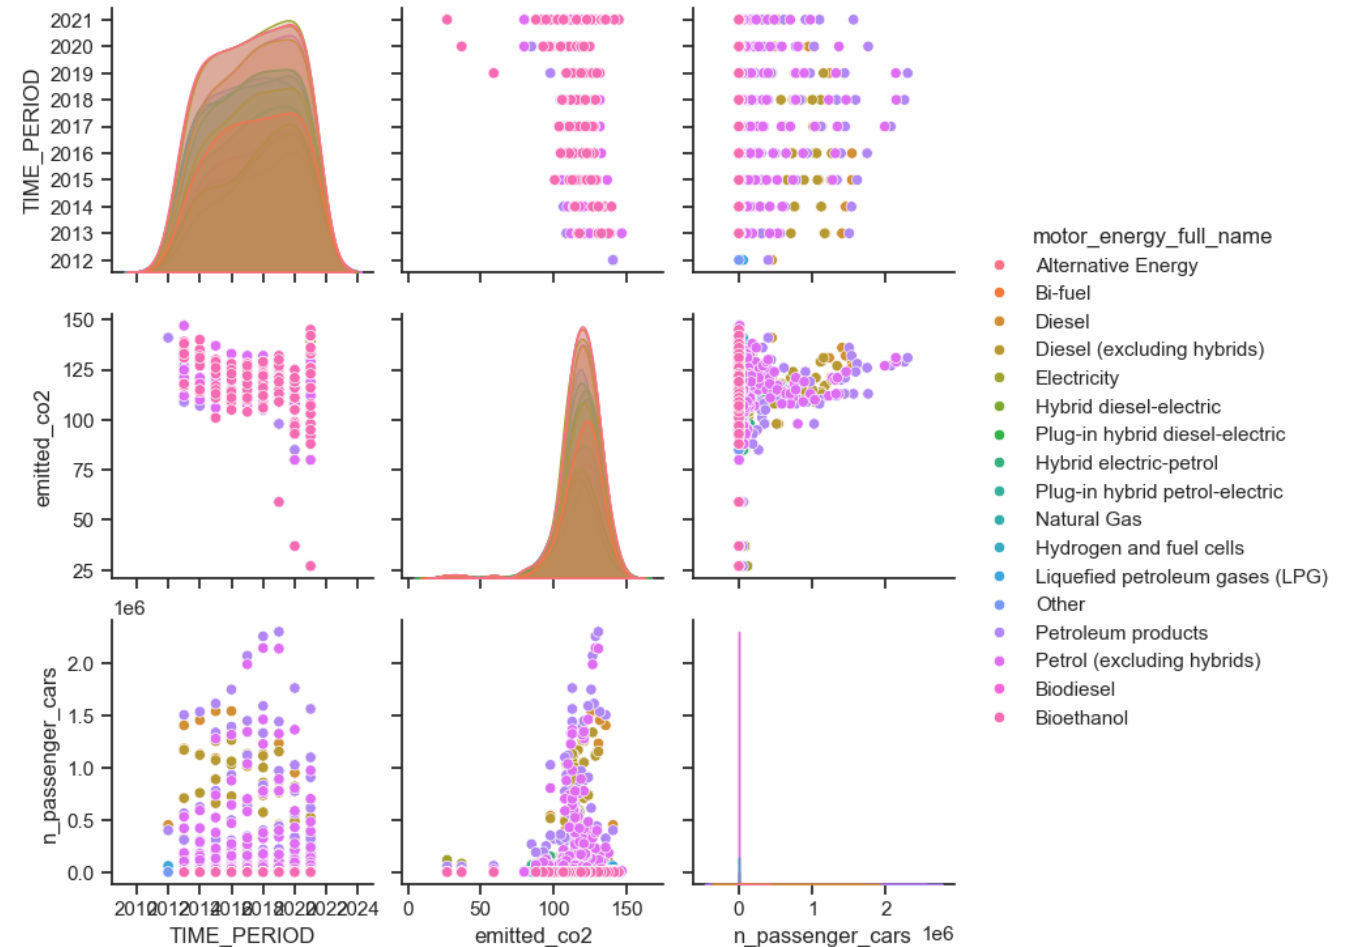 2021
2020
2019
2018
2017
2016
2015
2014
2013
2012
TIME_PERIOD
150
125
100
75
50
25
emitted_co2
1e6
2.0
1.5
1.0
0.5
0.0
n_passenger_cars
2010 2012 2014 2016 2018 2020 2022 2024
TIME_PERIOD
0 50 100 150
emitted_co2
0 1 2
n_passenger_cars 1e6
motor_energy_full_name
Alternative Energy
Bi-fuel
Diesel
Diesel (excluding hybrids)
Electricity
Hybrid diesel-electric
Plug-in hybrid diesel-electric
Hybrid electric-petrol
Plug-in hybrid petrol-electric
Natural Gas
Hydrogen and fuel cells
Liquefied petroleum gases (LPG)
Other
Petroleum products
Petrol (excluding hybrids)
Biodiesel
Bioethanol